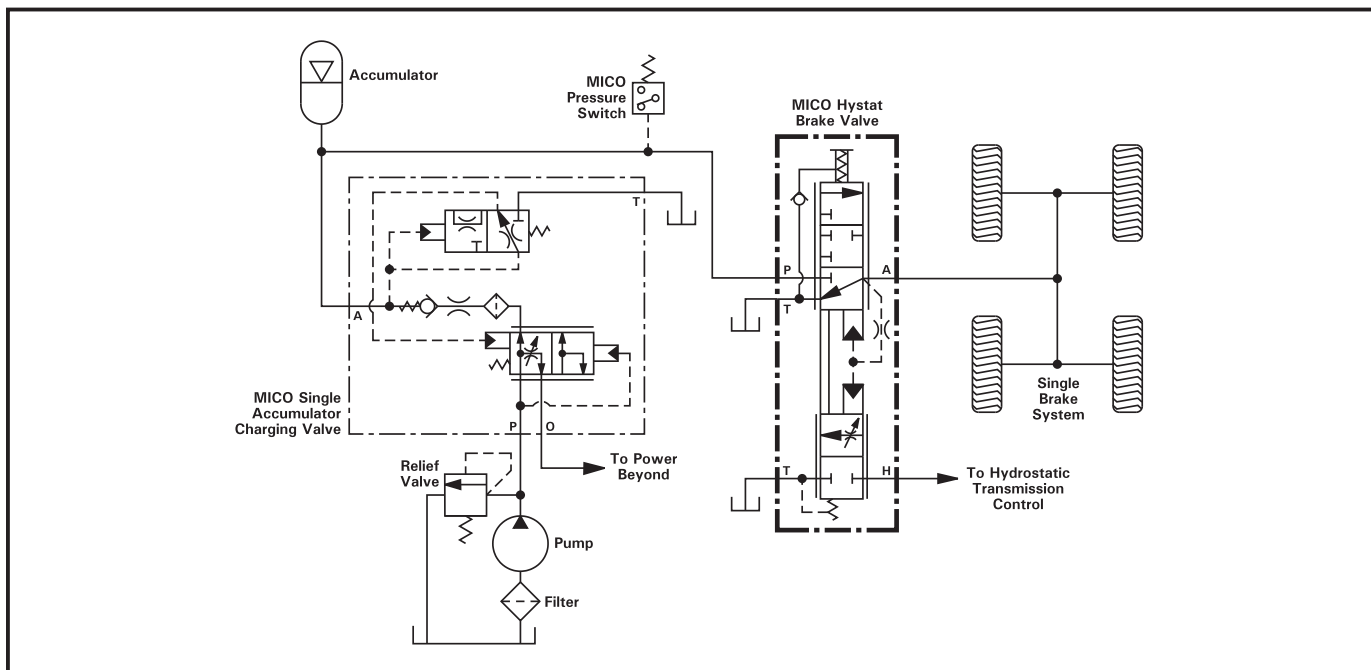 Accumulator
MICO
Pressure
Switch
MICO Hystat
Brake Valve
T
P
A
T
A
MICO Single
Accumulator
Charging Valve
P
O
Single
Brake
System
Relief
Valve
To Power
Beyond
T
H
To Hydrostatic
Transmission
Control
Pump
Filter